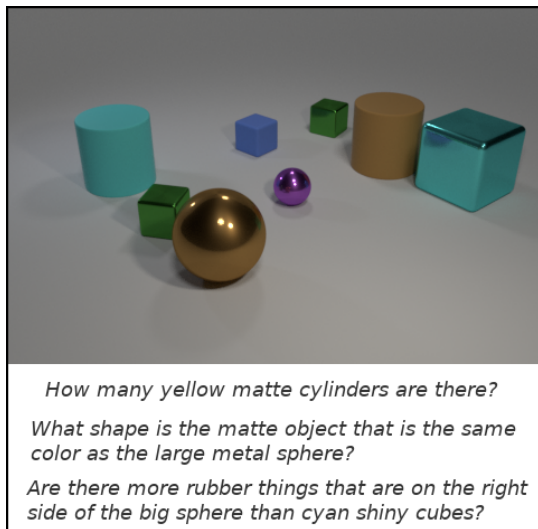 How many yellow matte cylinders are there?
What shape is the matte object that is the same
color as the large metal sphere?
Are there more rubber things that are on the right
side of the big sphere than cyan shiny cubes?